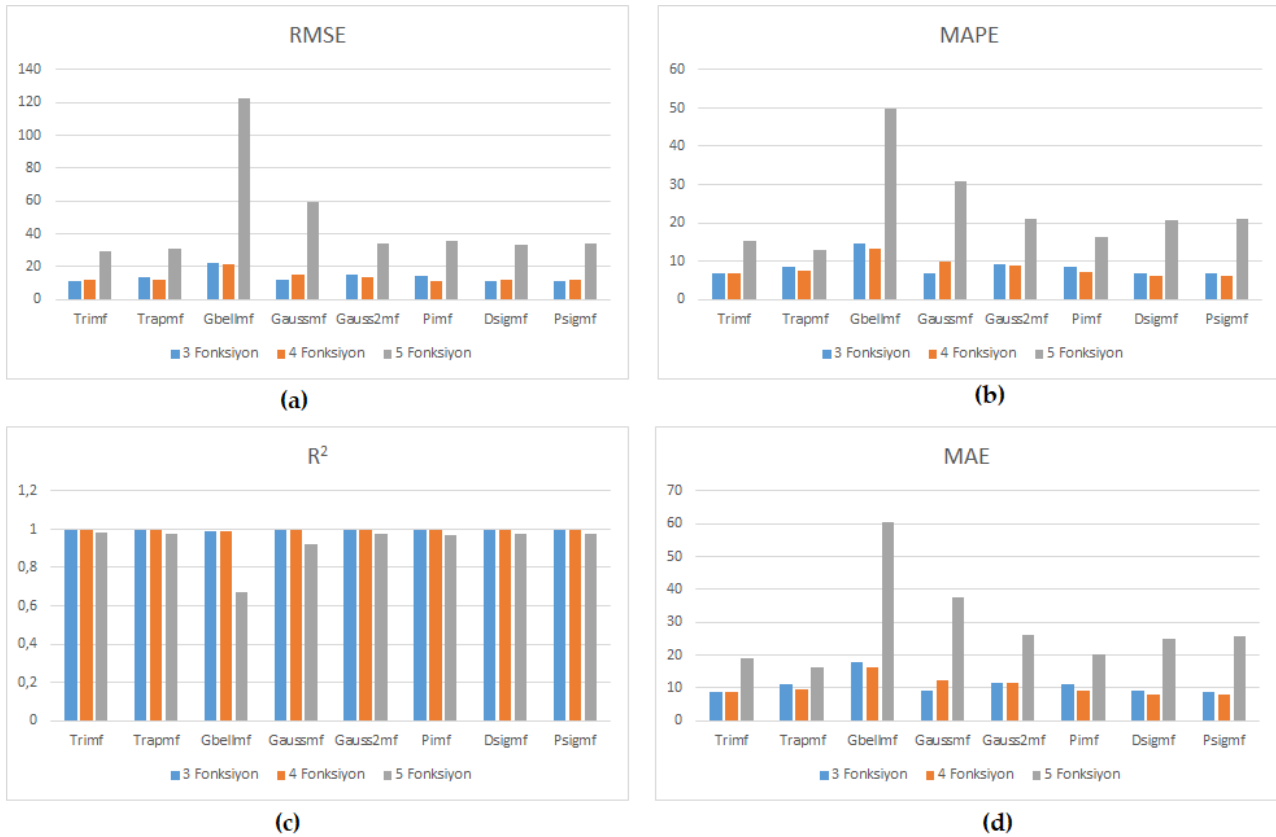 RMSE
140
120
100
80
60
40
20
0
Trimf Trapmf Gbellmf Gaussmf Gauss2mf Pimf Dsigmf Psigmf
3 Fonksiyon 4 Fonksiyon 5 Fonksiyon
(a)
MAPE
60
50
40
30
20
10
0
Trimf Trapmf Gbellmf Gaussmf Gauss2mf Pimf Dsigmf Psigmf
3 Fonksiyon 4 Fonksiyon 5 Fonksiyon
(b)
R²
1,2
1
0,8
0,6
0,4
0,2
0
Trimf Trapmf Gbellmf Gaussmf Gauss2mf Pimf Dsigmf Psigmf
3 Fonksiyon 4 Fonksiyon 5 Fonksiyon
(c)
MAE
70
60
50
40
30
20
10
0
Trimf Trapmf Gbellmf Gaussmf Gauss2mf Pimf Dsigmf Psigmf
3 Fonksiyon 4 Fonksiyon 5 Fonksiyon
(d)